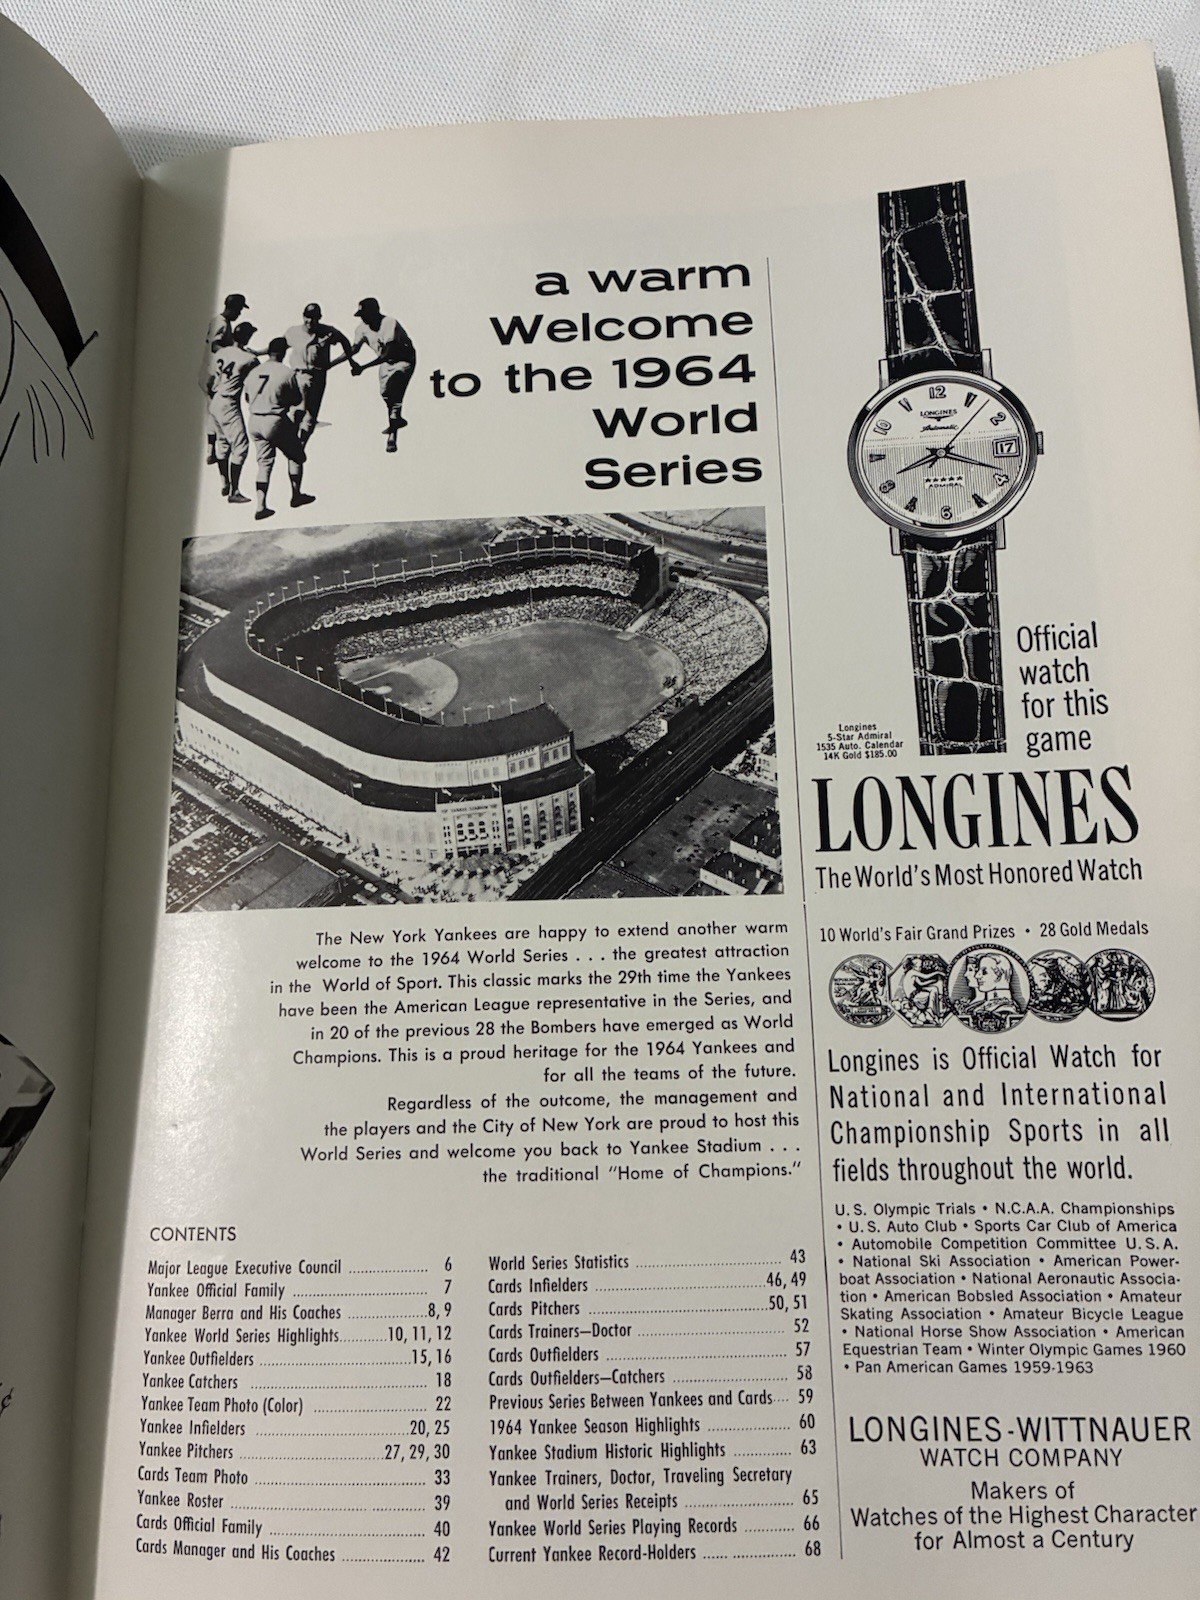 a warm
Welcome
to the 1964
World
Series
34
7
The New York Yankees are happy to extend another warm
welcome to the 1964 World Series . . . the greatest attraction
in the World of Sport. This classic marks the 29th time the Yankees
have been the American League representative in the Series, and
in 20 of the previous 28 the Bombers have emerged as World
Champions. This is a proud heritage for the 1964 Yankees and
for all the teams of the future.
Regardless of the outcome, the management and
the players and the City of New York are proud to host this
World Series and welcome you back to Yankee Stadium . . .
the traditional "Home of Champions."
CONTENTS
Major League Executive Council .................... 6
Yankee Official Family .................... 7
Manager Berra and His Coaches .................... 8, 9
Yankee World Series Highlights .................... 10, 11, 12
Yankee Outfielders .................... 15, 16
Yankee Catchers .................... 18
Yankee Team Photo (Color) .................... 22
Yankee Infielders .................... 20, 25
Yankee Pitchers .................... 27, 29, 30
Cards Team Photo .................... 33
Yankee Roster .................... 39
Cards Official Family .................... 40
Cards Manager and His Coaches .................... 42
World Series Statistics .................... 43
Cards Infielders .................... 46, 49
Cards Pitchers .................... 50, 51
Cards Trainers—Doctor .................... 52
Cards Outfielders .................... 57
Cards Outfielders—Catchers .................... 58
Previous Series Between Yankees and Cards .... 59
1964 Yankee Season Highlights .................... 60
Yankee Stadium Historic Highlights .................... 63
Yankee Trainers, Doctor, Traveling Secretary
and World Series Receipts .................... 65
Yankee World Series Playing Records .................... 66
Current Yankee Record-Holders .................... 68
12
2
17
4
6
8
10
LONGINES
Automatic
ADMIRAL
Longines
5-Star Admiral
1535 Auto. Calendar
14K Gold $185.00
Official
watch
for this
game
LONGINES
The World's Most Honored Watch
10 World's Fair Grand Prizes • 28 Gold Medals
Longines is Official Watch for
National and International
Championship Sports in all
fields throughout the world.
U. S. Olympic Trials • N.C.A.A. Championships
• U. S. Auto Club • Sports Car Club of America
• Automobile Competition Committee U. S. A.
• National Ski Association • American Power-
boat Association • National Aeronautic Associa-
tion • American Bobsled Association • Amateur
Skating Association • Amateur Bicycle League
• National Horse Show Association • American
Equestrian Team • Winter Olympic Games 1960
• Pan American Games 1959-1963
LONGINES-WITTNAUER
WATCH COMPANY
Makers of
Watches of the Highest Character
for Almost a Century